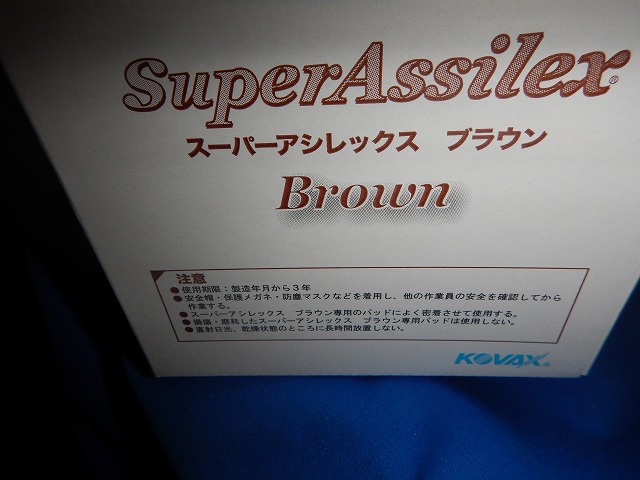 SuperAssilex®
スーパーアシレックス ブラウン
Brown
注意
●使用期限：製造年月から3年
●安全帽・保護メガネ・防塵マスクなどを着用し、他の作業員の安全を確認してから
作業する。
●スーパーアシレックス ブラウン専用のパッドによく密着させて使用する。
●損傷・磨耗したスーパーアシレックス ブラウン専用パッドは使用しない。
●直射日光、乾燥状態のところに長時間放置しない。
KOVAX®